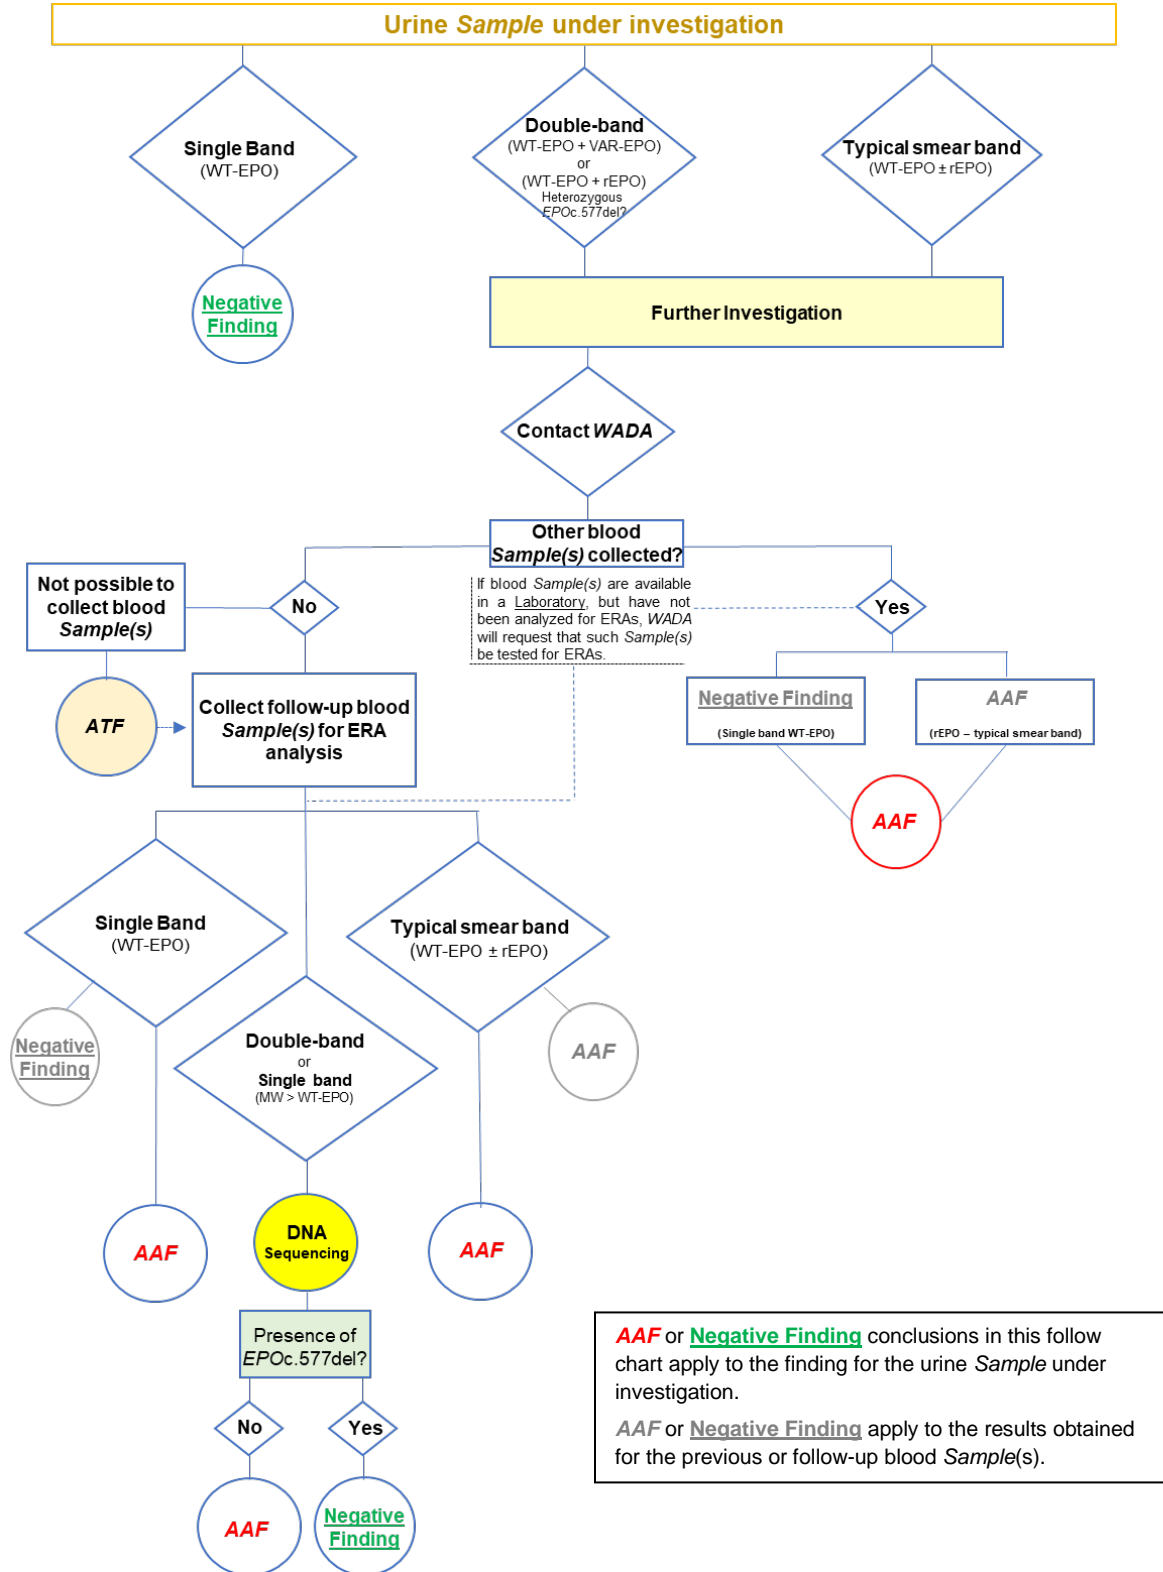 Urine Sample under investigation
Single Band
(WT-EPO)
Double-band
(WT-EPO + VAR-EPO)
or
(WT-EPO + rEPO)
Heterozygous
EPOc.577del?
Typical smear band
(WT-EPO ± rEPO)
Negative
Finding
Further Investigation
Contact WADA
Other blood
Sample(s) collected?
Not possible to
collect blood
Sample(s)
No
If blood Sample(s) are available
in a Laboratory, but have not
been analyzed for ERAs, WADA
will request that such Sample(s)
be tested for ERAs.
Yes
ATF
Collect follow-up blood
Sample(s) for ERA
analysis
Negative Finding
(Single band WT-EPO)
AAF
(rEPO – typical smear band)
AAF
Single Band
(WT-EPO)
Typical smear band
(WT-EPO ± rEPO)
Negative
Finding
Double-band
or
Single band
(MW > WT-EPO)
AAF
AAF
DNA
Sequencing
AAF
Presence of
EPOc.577del?
No
Yes
AAF
Negative
Finding
AAF or Negative Finding conclusions in this follow
chart apply to the finding for the urine Sample under
investigation.
AAF or Negative Finding apply to the results obtained
for the previous or follow-up blood Sample(s).